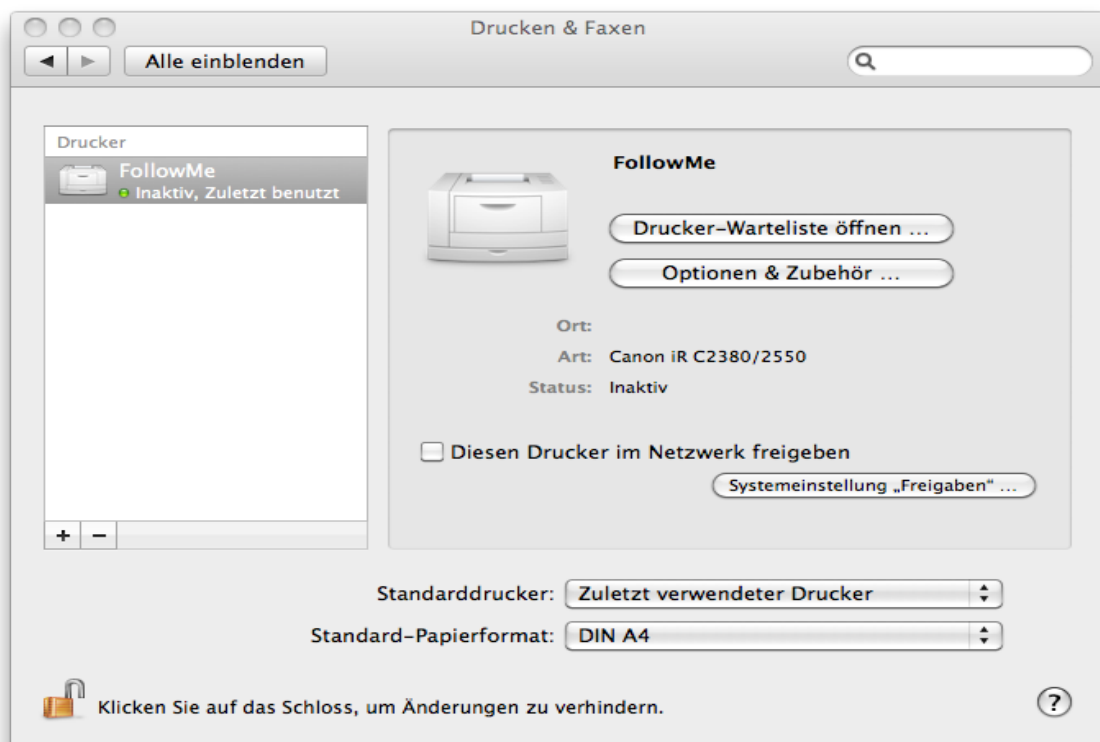 Drucken & Faxen
Alle einblenden
Drucker
FollowMe
Inaktiv, Zuletzt benutzt
FollowMe
Drucker-Warteliste öffnen ...
Optionen & Zubehör ...
Ort:
Art: Canon iR C2380/2550
Status: Inaktiv
Diesen Drucker im Netzwerk freigeben
Systemeinstellung „Freigaben“ ...
+ −
Standarddrucker: Zuletzt verwendeter Drucker
Standard-Papierformat: DIN A4
Klicken Sie auf das Schloss, um Änderungen zu verhindern.
?